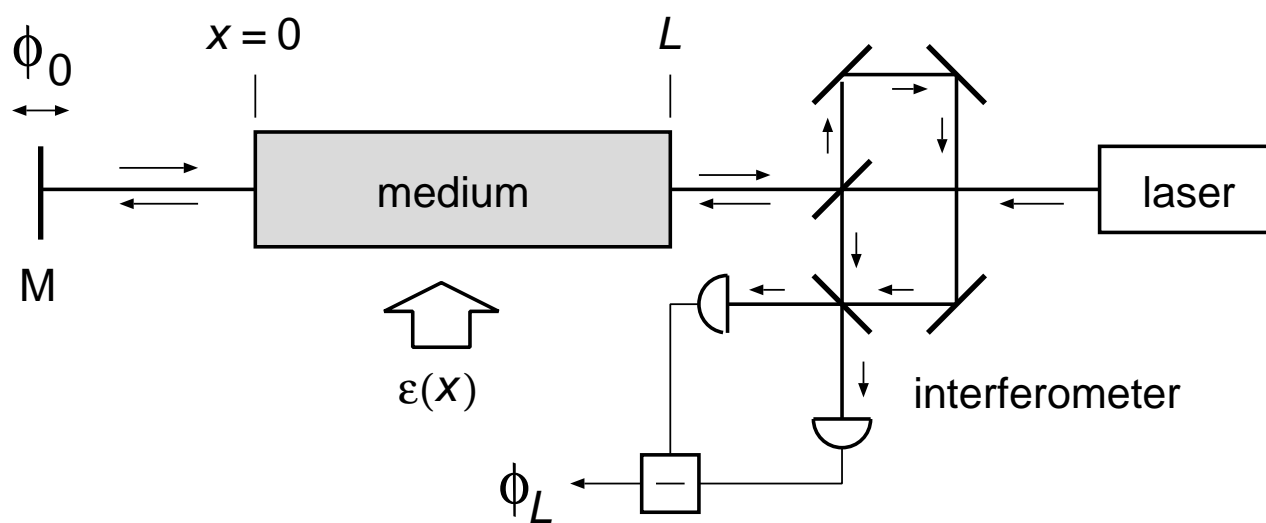 x = 0
L
ϕ0
medium
laser
M
ε(x)
interferometer
—
ϕL